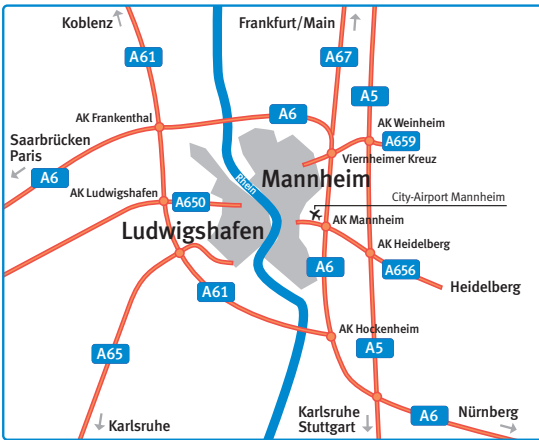 Koblenz
Frankfurt/Main
A61
A67
A5
A6
AK Frankenthal
AK Weinheim
A659
Saarbrücken
Paris
Viernheimer Kreuz
A6
Rhein
Mannheim
AK Ludwigshafen
A650
City-Airport Mannheim
AK Mannheim
Ludwigshafen
AK Heidelberg
A6
A656
Heidelberg
A61
AK Hockenheim
A65
A5
Karlsruhe
Karlsruhe
Stuttgart
A6
Nürnberg